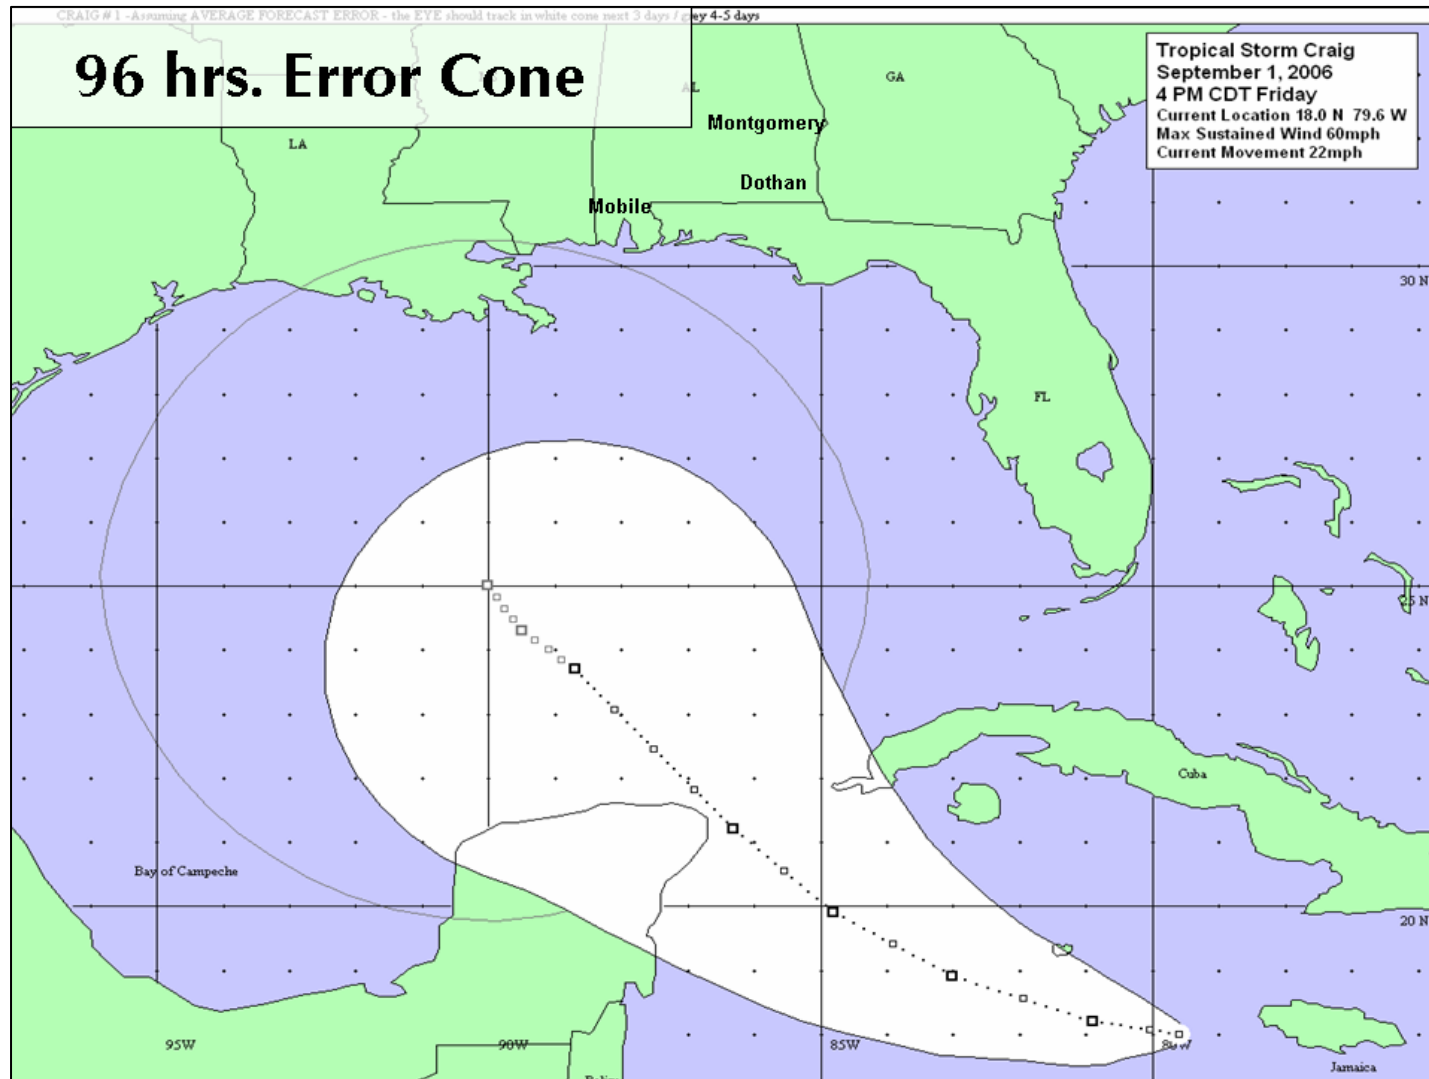 CRAIG # 1 -Assuming AVERAGE FORECAST ERROR - the EYE should track in white cone next 3 days / grey 4-5 days
96 hrs. Error Cone
Tropical Storm Craig
September 1, 2006
4 PM CDT Friday
Current Location 18.0 N 79.6 W
Max Sustained Wind 60mph
Current Movement 22mph
GA
AL
Montgomery
LA
Dothan
Mobile
30 N
FL
25 N
Cuba
Bay of Campeche
20 N
95W
90W
85W
80W
Jamaica